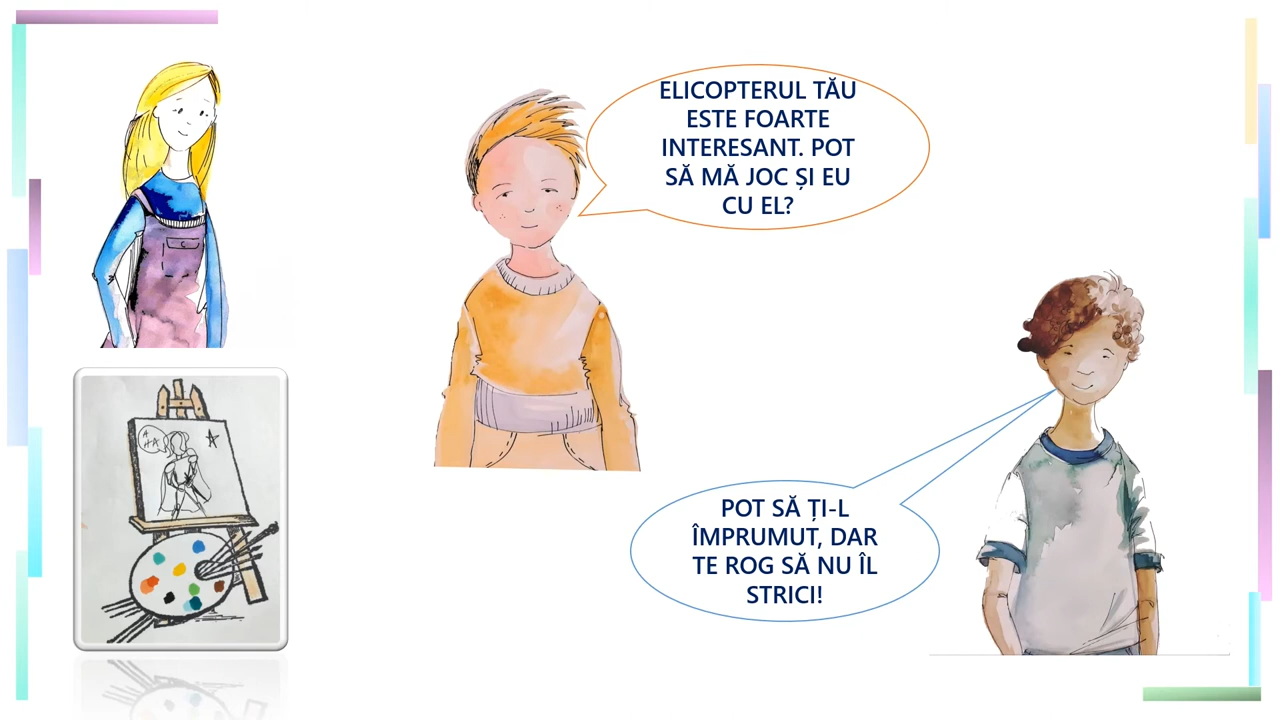 ELICOPTERUL TĂU
ESTE FOARTE
INTERESANT. POT
SĂ MĂ JOC ȘI EU
CU EL?
POT SĂ ȚI-L
ÎMPRUMUT, DAR
TE ROG SĂ NU ÎL
STRICI!
A
HA
A